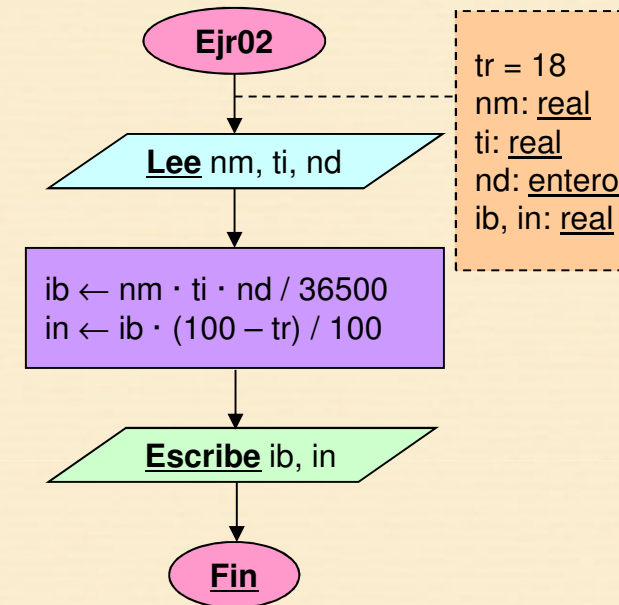 Ejr02
tr = 18
nm: real
ti: real
nd: entero
ib, in: real
Lee nm, ti, nd
ib ← nm · ti · nd / 36500
in ← ib · (100 – tr) / 100
Escribe ib, in
Fin